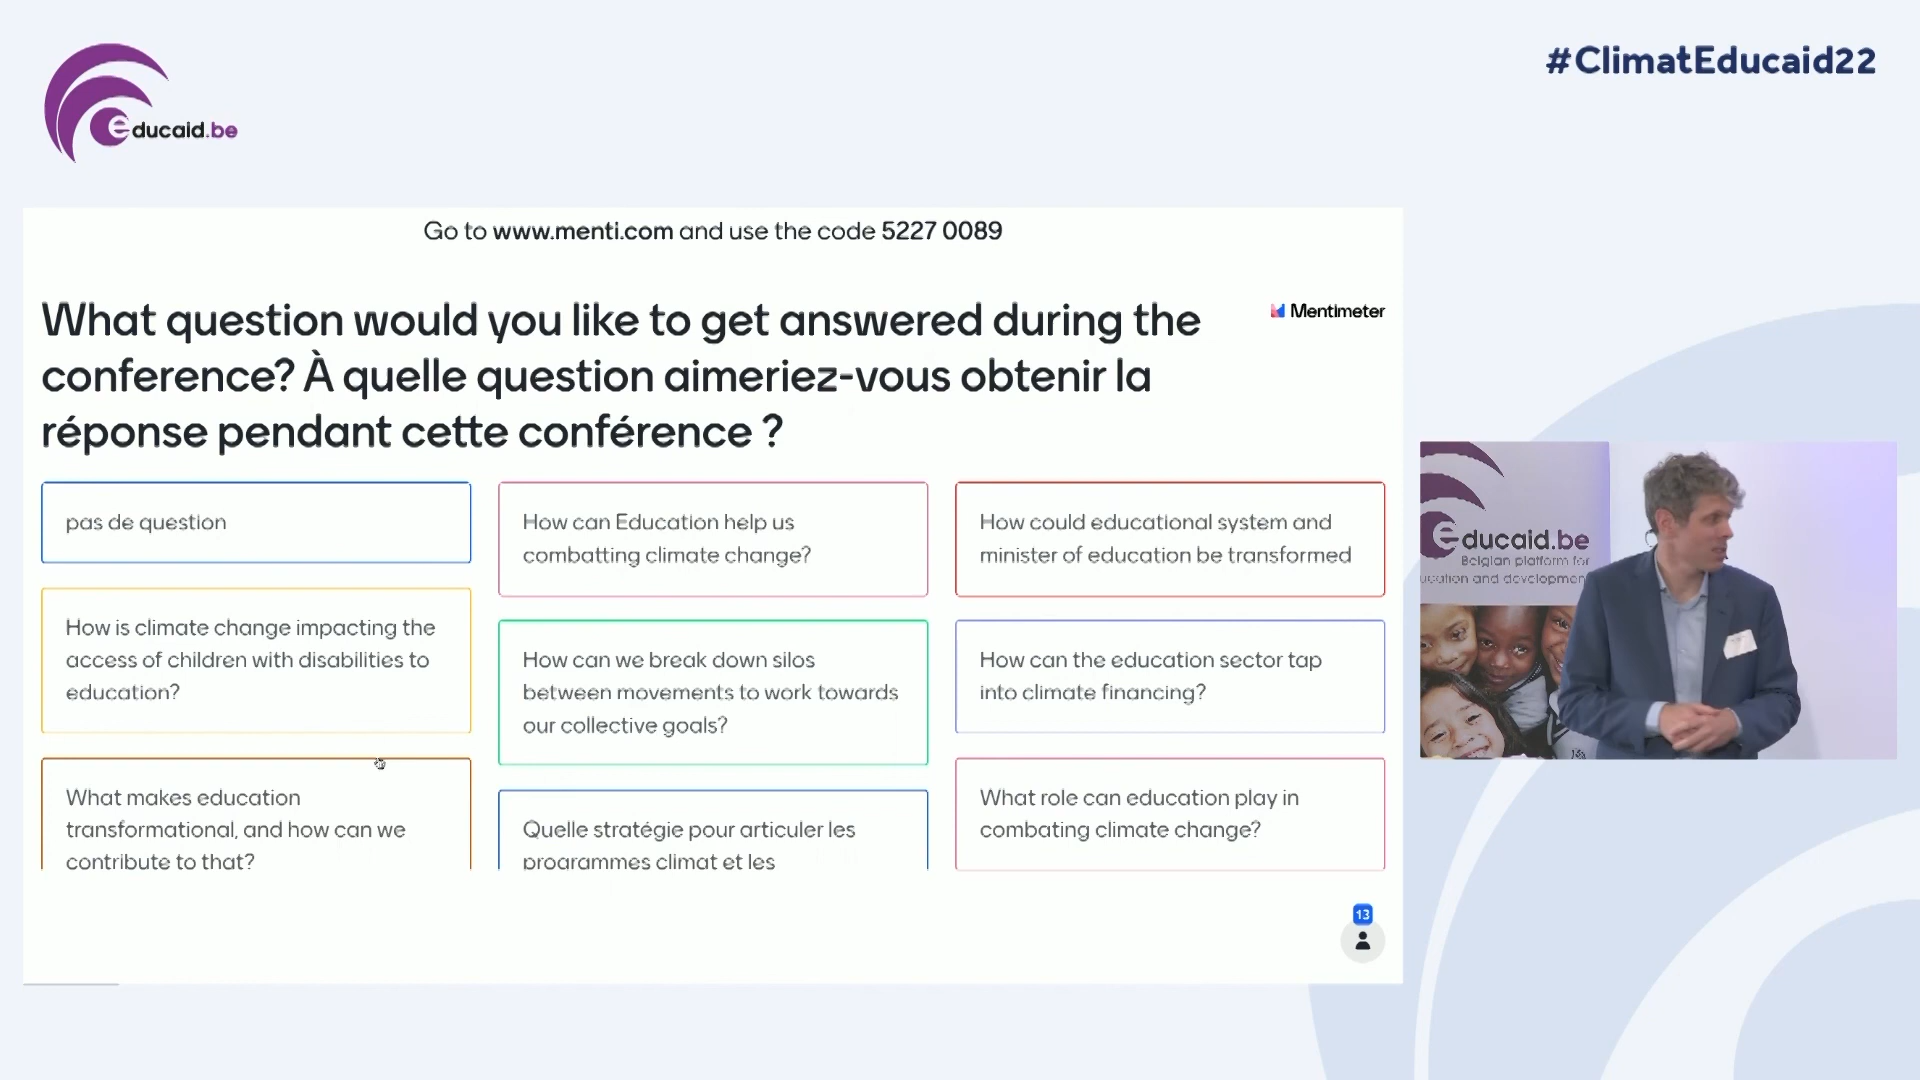 educaid.be
#ClimatEducaid22
Go to www.menti.com and use the code 5227 0089
What question would you like to get answered during the
conference? À quelle question aimeriez-vous obtenir la
réponse pendant cette conférence ?
Mentimeter
pas de question
How is climate change impacting the
access of children with disabilities to
education?
What makes education
transformational, and how can we
contribute to that?
How can Education help us
combatting climate change?
How can we break down silos
between movements to work towards
our collective goals?
Quelle stratégie pour articuler les
programmes climat et les
How could educational system and
minister of education be transformed
How can the education sector tap
into climate financing?
What role can education play in
combating climate change?
13
educaid.be
Belgian platform for
ucation and developmen